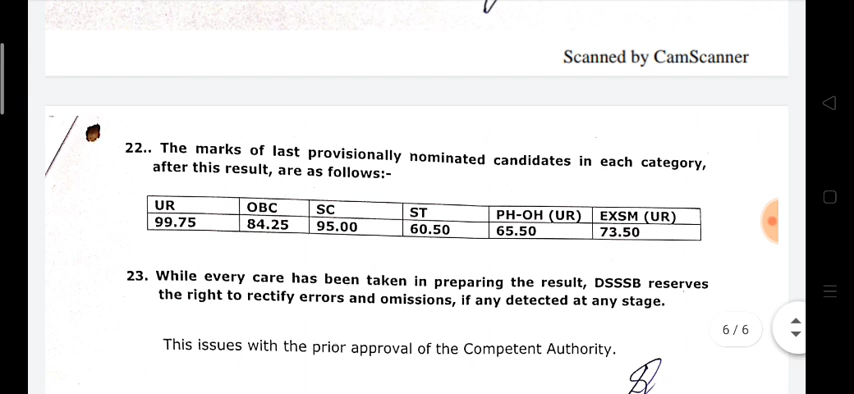 Scanned by CamScanner
22.. The marks of last provisionally nominated candidates in each category,
after this result, are as follows:-
UR OBC SC ST PH-OH (UR) EXSM (UR)
99.75 84.25 95.00 60.50 65.50 73.50
23. While every care has been taken in preparing the result, DSSSB reserves
the right to rectify errors and omissions, if any detected at any stage.
6 / 6
This issues with the prior approval of the Competent Authority.